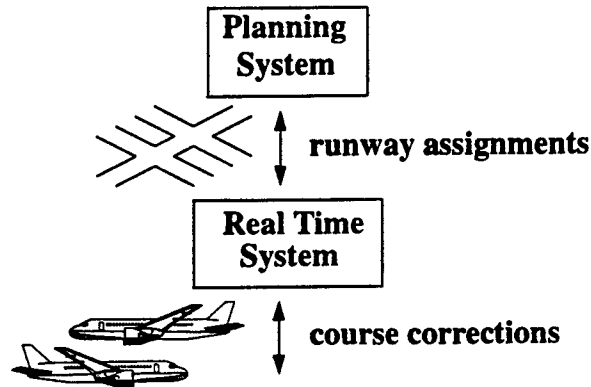 Planning
System
runway assignments
Real Time
System
course corrections